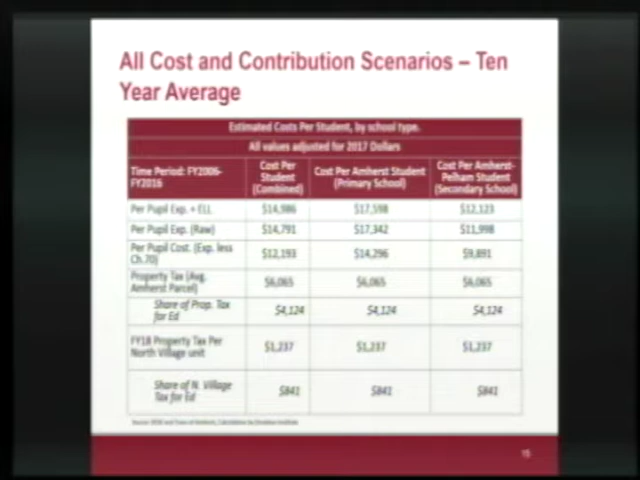 All Cost and Contribution Scenarios – Ten
Year Average
Estimated Costs Per Student, by school type.
All values adjusted for 2017 Dollars
Time Period: FY2006-
FY2016
Cost Per
Student
(Combined)
Cost Per Amherst Student
(Primary School)
Cost Per Amherst-
Pelham Student
(Secondary School)
Per Pupil Exp. + ELL $14,986 $17,598 $12,123
Per Pupil Exp. (Raw) $14,791 $17,342 $11,998
Per Pupil Cost. (Exp. less
Ch.70) $12,193 $14,296 $9,891
Property Tax (Avg.
Amherst Parcel) $6,065 $6,065 $6,065
Share of Prop. Tax
for Ed $4,124 $4,124 $4,124
FY18 Property Tax Per
North Village unit $1,237 $1,237 $1,237
Share of N. Village
Tax for Ed $841 $841 $841
15